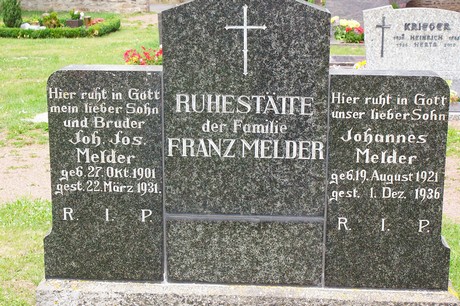 Hier ruht in Gott
mein lieber Sohn
und Bruder
Joh. Jos.
Melder
geb. 27. Okt. 1901
gest. 22. März 1931.
R. I. P.
RUHESTÄTTE
der Familie
FRANZ MELDER
Hier ruht in Gott
unser lieber Sohn
Johannes
Melder
geb. 19. August 1921
gest. 1. Dez. 1936
R. I. P.
KRIEGER
HEINRICH
HERTA